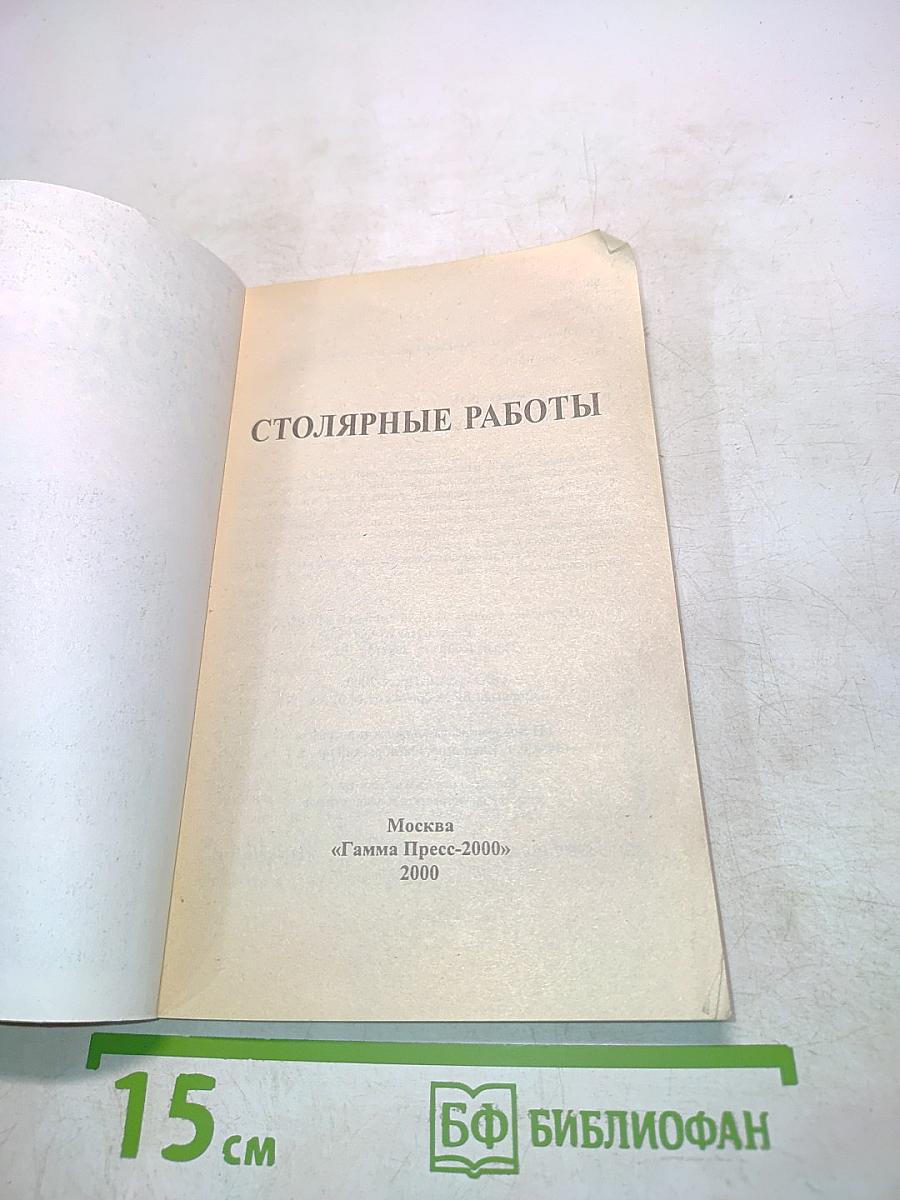 СТОЛЯРНЫЕ РАБОТЫ
Москва
«Гамма Пресс-2000»
2000
15 см
БФ БИБЛИОФАН